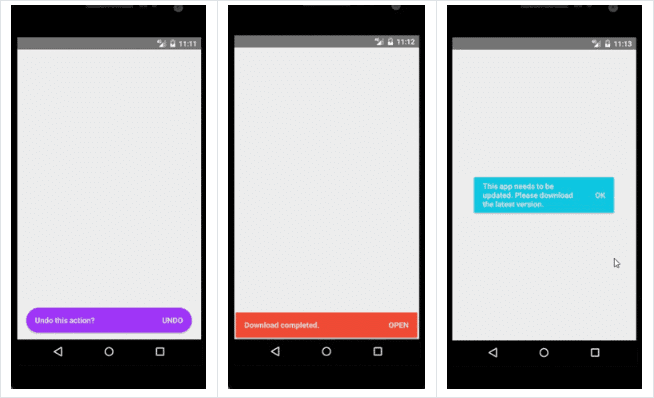 11:11
Undo this action? UNDO
11:12
Download completed. OPEN
11:13
This app needs to be
updated. Please download OK
the latest version.